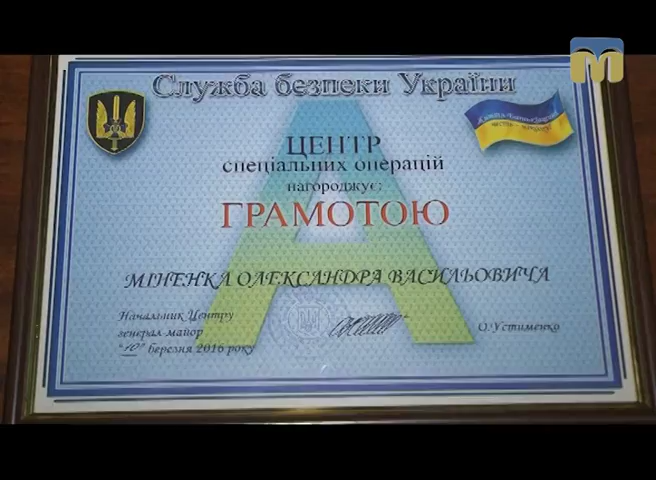 Служба безпеки України
ЦЕНТР
спеціальних операцій
нагороджує:
ГРАМОТОЮ
МІНЕНКА ОЛЕКСАНДРА ВАСИЛЬОВИЧА
Начальник Центру
генерал-майор
О.Устименко
"10" березня 2016 року